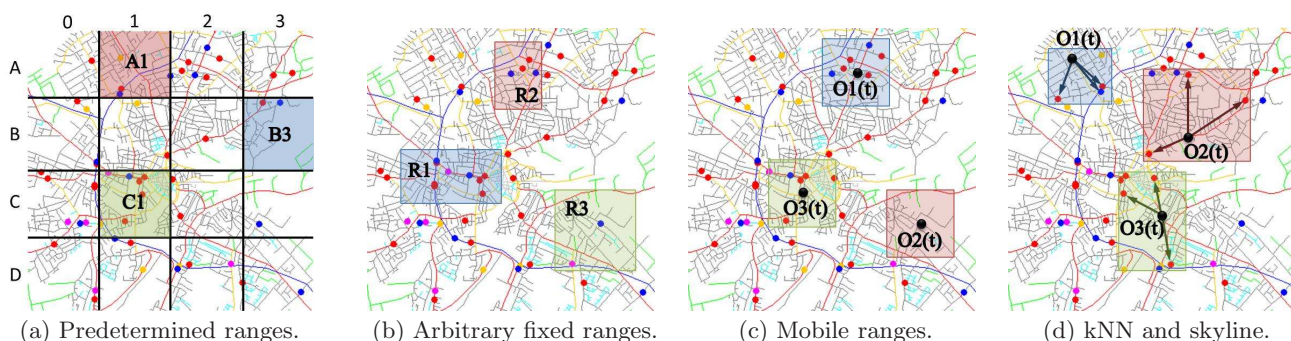 0 1 2 3
A
B
C
D
A1
B3
C1
(a) Predetermined ranges.
R2
R1
R3
(b) Arbitrary fixed ranges.
O1(t)
O3(t)
O2(t)
(c) Mobile ranges.
O1(t)
O2(t)
O3(t)
(d) kNN and skyline.